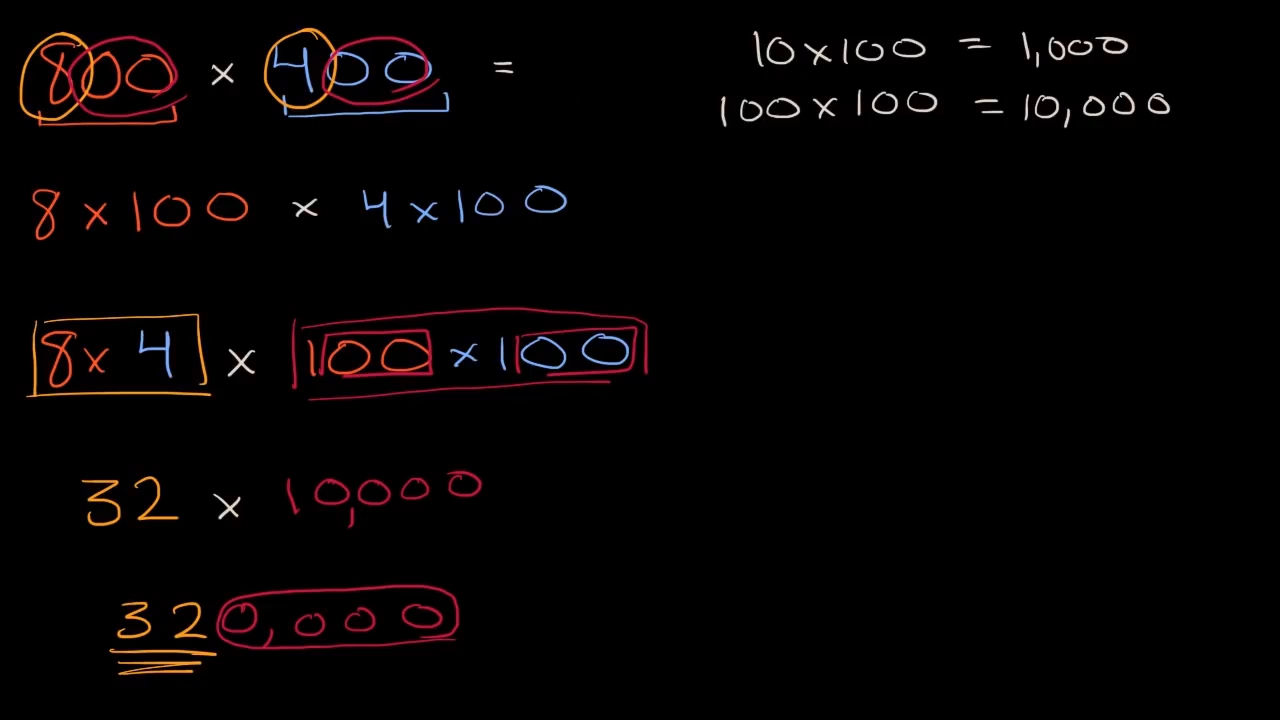 800 × 400 =
10 × 100 = 1,000
100 × 100 = 10,000
8 × 100 × 4 × 100
8 × 4 × 100 × 100
32 × 10,000
320,000